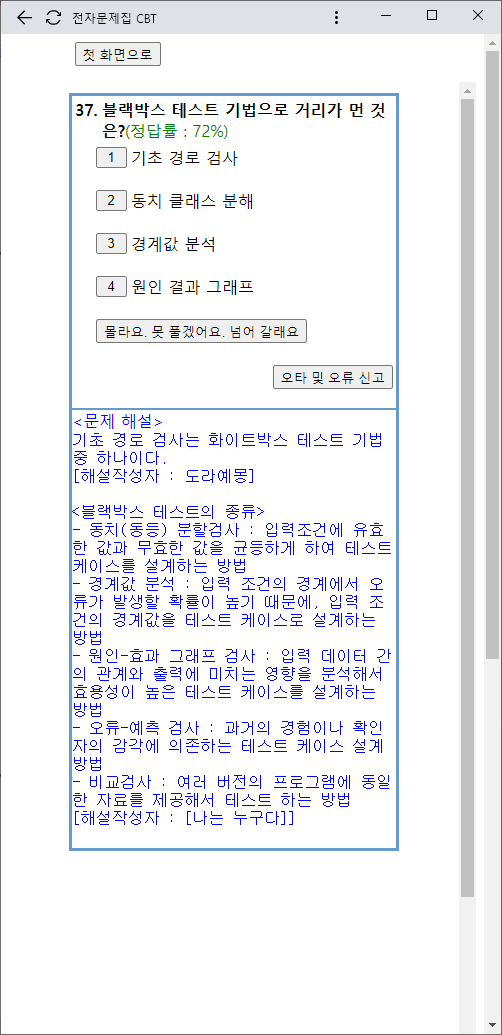 전자문제집 CBT
첫 화면으로
37. 블랙박스 테스트 기법으로 거리가 먼 것
은?(정답률 : 72%)
1 기초 경로 검사
2 동치 클래스 분해
3 경계값 분석
4 원인 결과 그래프
몰라요. 못 풀겠어요. 넘어 갈래요
오타 및 오류 신고
<문제 해설>
기초 경로 검사는 화이트박스 테스트 기법
중 하나이다.
[해설작성자 : 도라예몽]
<블랙박스 테스트의 종류>
- 동치(동등) 분할검사 : 입력조건에 유효
한 값과 무효한 값을 균등하게 하여 테스트
케이스를 설계하는 방법
- 경계값 분석 : 입력 조건의 경계에서 오
류가 발생할 확률이 높기 때문에, 입력 조
건의 경계값을 테스트 케이스로 설계하는
방법
- 원인-효과 그래프 검사 : 입력 데이터 간
의 관계와 출력에 미치는 영향을 분석해서
효용성이 높은 테스트 케이스를 설계하는
방법
- 오류-예측 검사 : 과거의 경험이나 확인
자의 감각에 의존하는 테스트 케이스 설계
방법
- 비교검사 : 여러 버전의 프로그램에 동일
한 자료를 제공해서 테스트 하는 방법
[해설작성자 : [나는 누구다]]